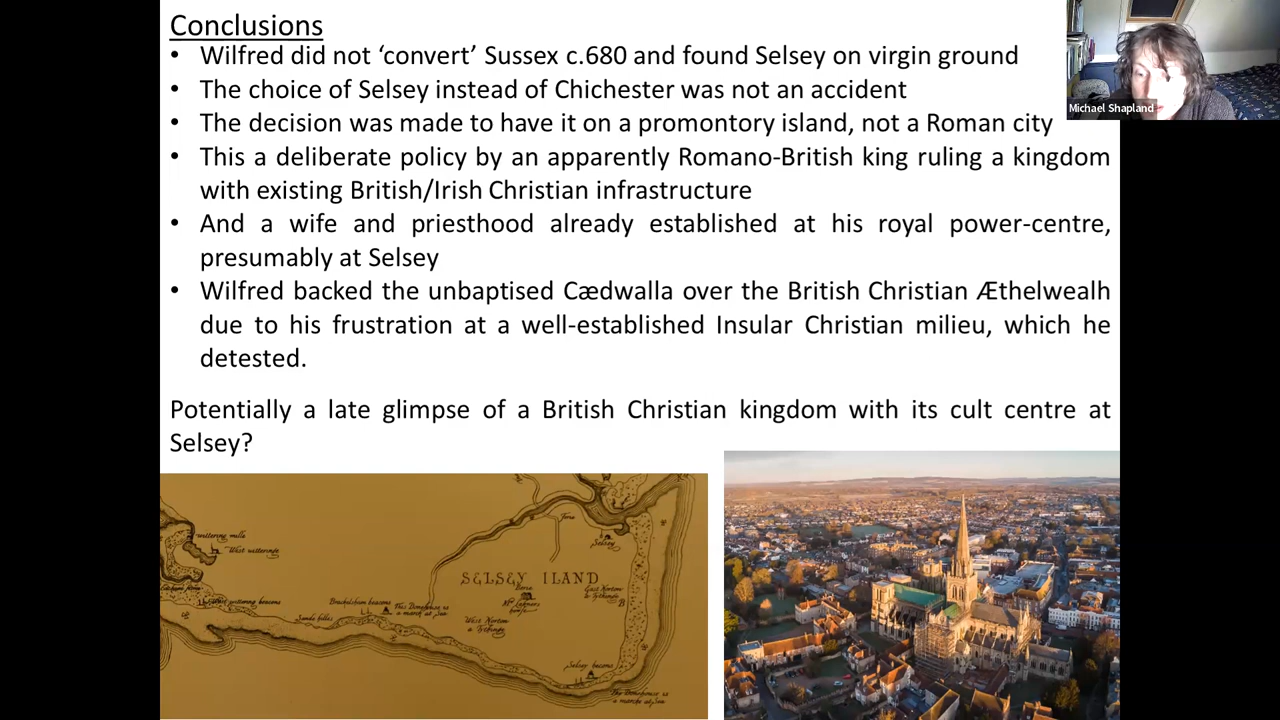 Conclusions
• Wilfred did not ‘convert’ Sussex c.680 and found Selsey on virgin ground
• The choice of Selsey instead of Chichester was not an accident
• The decision was made to have it on a promontory island, not a Roman city
• This a deliberate policy by an apparently Romano-British king ruling a kingdom
with existing British/Irish Christian infrastructure
• And a wife and priesthood already established at his royal power-centre,
presumably at Selsey
• Wilfred backed the unbaptised Cædwalla over the British Christian Æthelwealh
due to his frustration at a well-established Insular Christian milieu, which he
detested.
Potentially a late glimpse of a British Christian kingdom with its cult centre at
Selsey?
Michael Shapland
SELSEY ILAND
Selsey